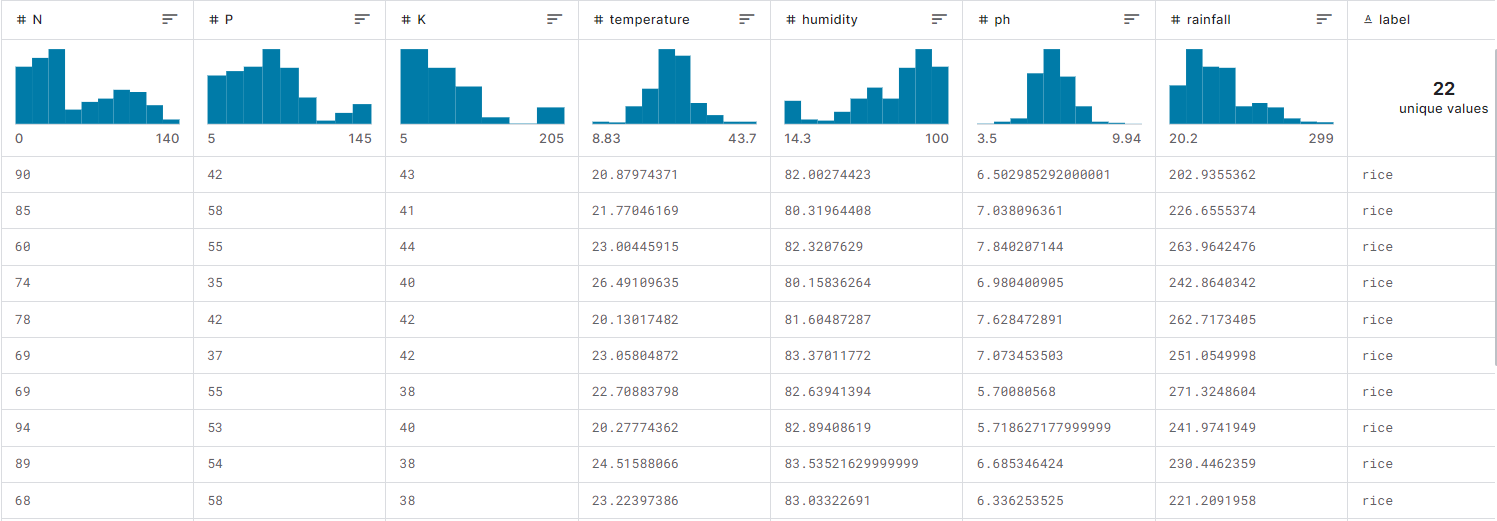 # N # P # K # temperature # humidity # ph # rainfall A label
22
unique values
0 140 5 145 5 205 8.83 43.7 14.3 100 3.5 9.94 20.2 299
90 42 43 20.87974371 82.00274423 6.502985292000001 202.9355362 rice
85 58 41 21.77046169 80.31964408 7.038096361 226.6555374 rice
60 55 44 23.00445915 82.3207629 7.840207144 263.9642476 rice
74 35 40 26.49109635 80.15836264 6.980400905 242.8640342 rice
78 42 42 20.13017482 81.60487287 7.628472891 262.7173405 rice
69 37 42 23.05804872 83.37011772 7.073453503 251.0549998 rice
69 55 38 22.70883798 82.63941394 5.70080568 271.3248604 rice
94 53 40 20.27774362 82.89408619 5.718627177999999 241.9741949 rice
89 54 38 24.51588066 83.53521629999999 6.685346424 230.4462359 rice
68 58 38 23.22397386 83.03322691 6.336253525 221.2091958 rice